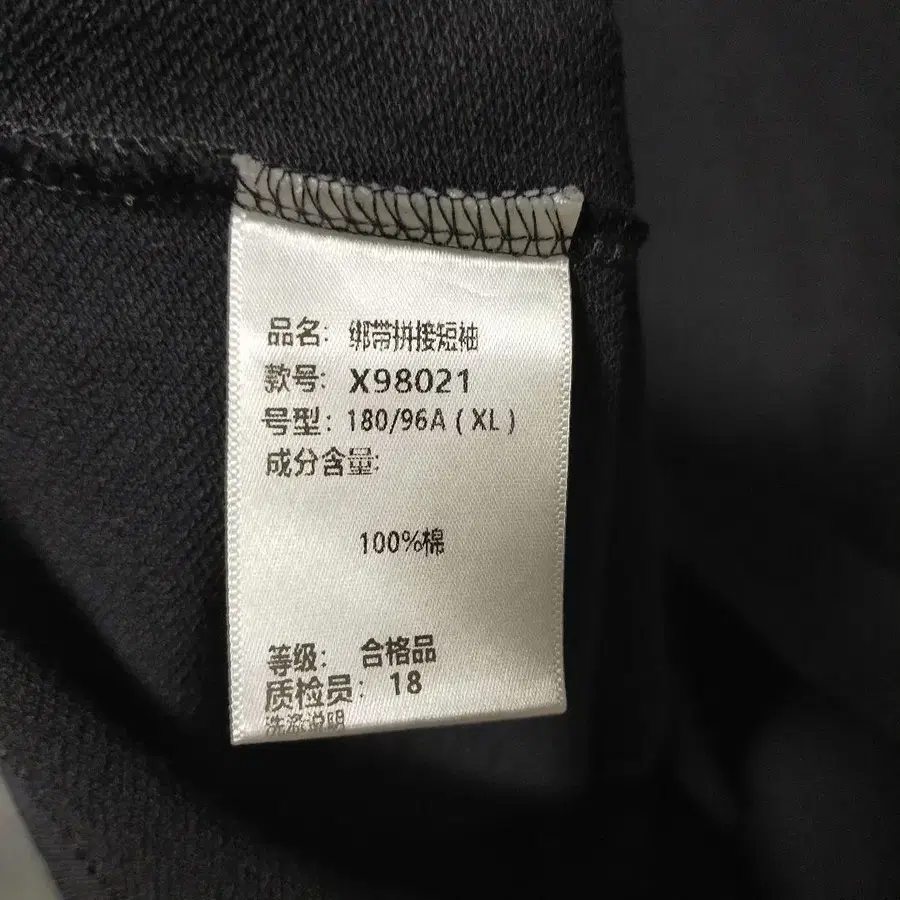 品名: 绑带拼接短袖
款号: X98021
号型: 180/96A ( XL )
成分含量:
100%棉
等级: 合格品
质检员: 18
洗涤说明